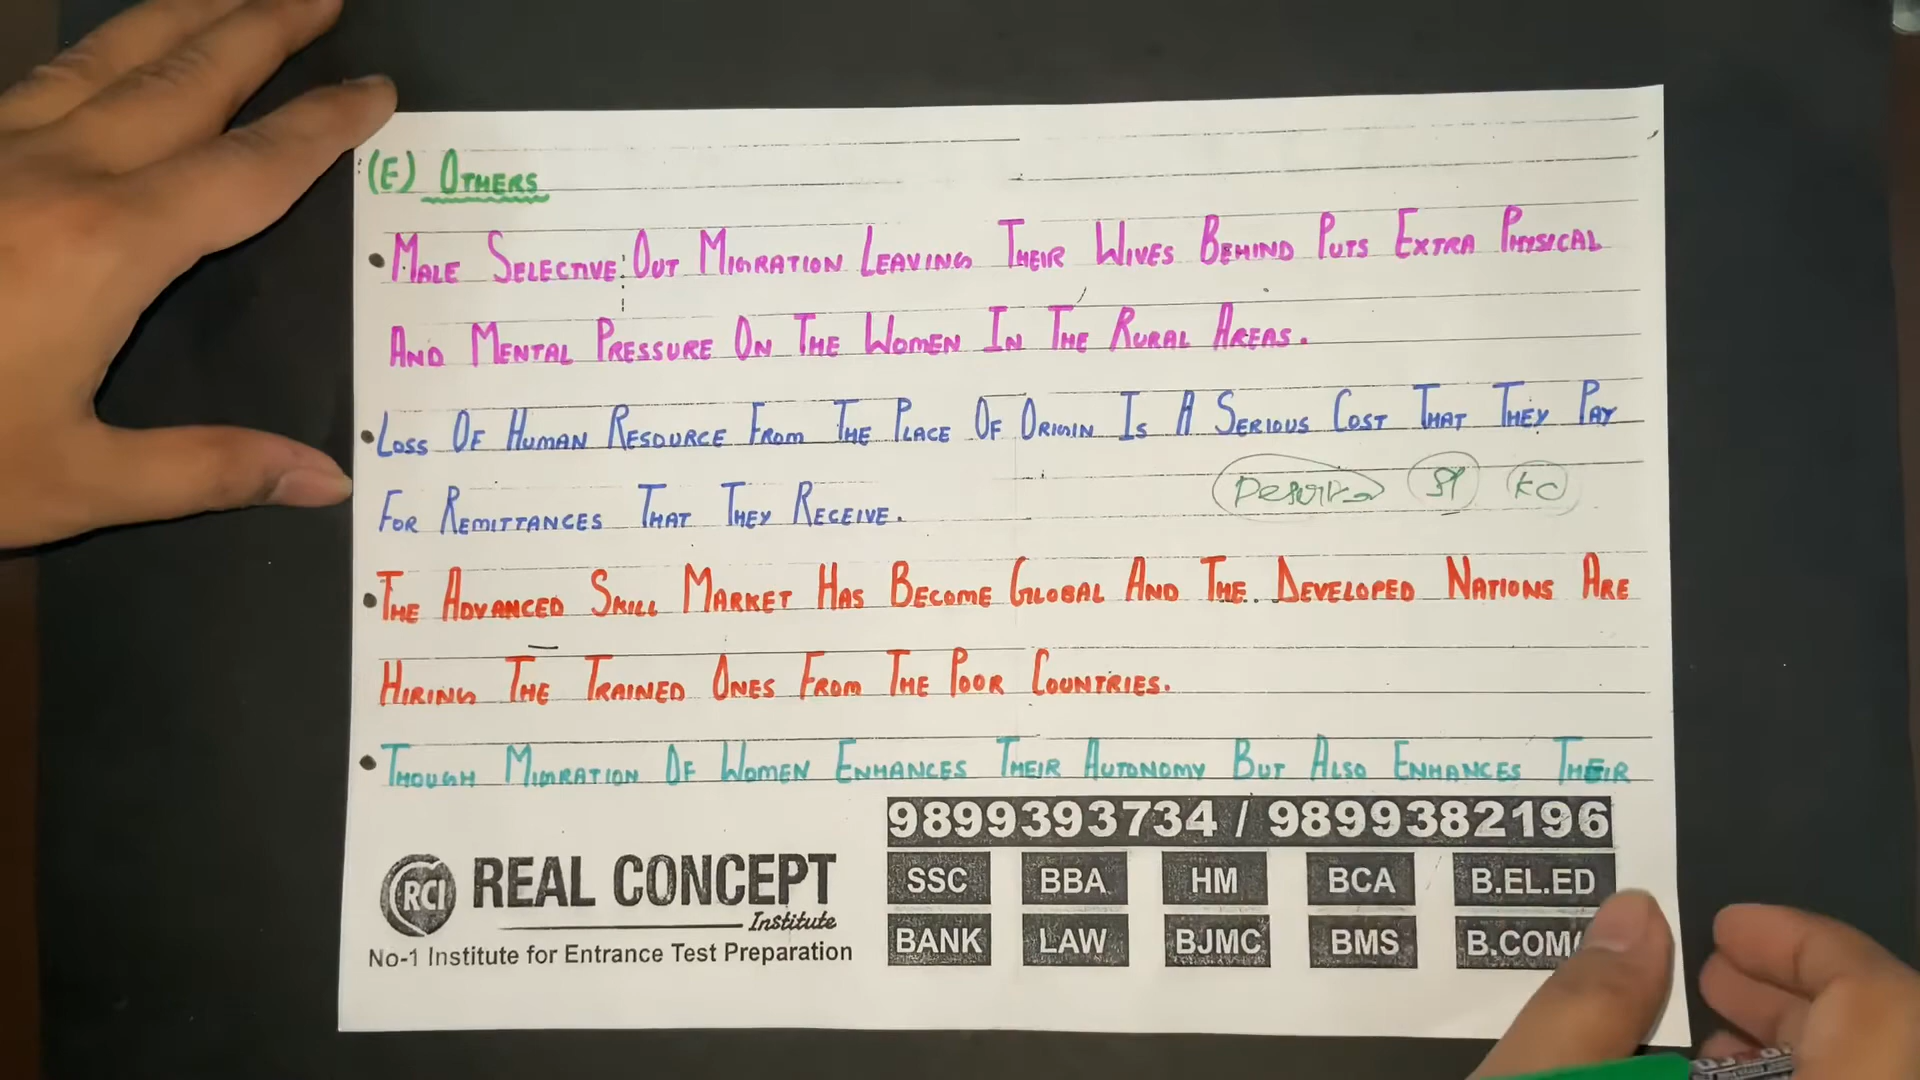 (E) OTHERS
• MALE SELECTIVE OUT MIGRATION LEAVING THEIR WIVES BEHIND PUTS EXTRA PHYSICAL
AND MENTAL PRESSURE ON THE WOMEN IN THE RURAL AREAS.
• LOSS OF HUMAN RESOURCE FROM THE PLACE OF ORIGIN IS A SERIOUS COST THAT THEY PAY
FOR REMITTANCES THAT THEY RECEIVE.
• THE ADVANCED SKILL MARKET HAS BECOME GLOBAL AND THE DEVELOPED NATIONS ARE
HIRING THE TRAINED ONES FROM THE POOR COUNTRIES.
• THOUGH MIGRATION OF WOMEN ENHANCES THEIR AUTONOMY BUT ALSO ENHANCES THEIR
9899393734 / 9899382196
RCI REAL CONCEPT
Institute
No-1 Institute for Entrance Test Preparation
SSC BBA HM BCA B.EL.ED
BANK LAW BJMC BMS B.COM